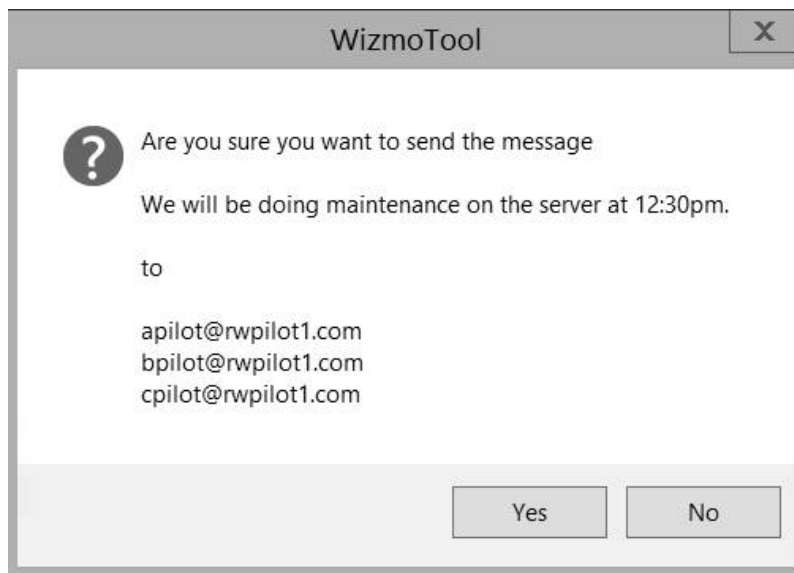 WizmoTool
X
?
Are you sure you want to send the message
We will be doing maintenance on the server at 12:30pm.
to
apilot@rwpilot1.com
bpilot@rwpilot1.com
cpilot@rwpilot1.com
Yes
No